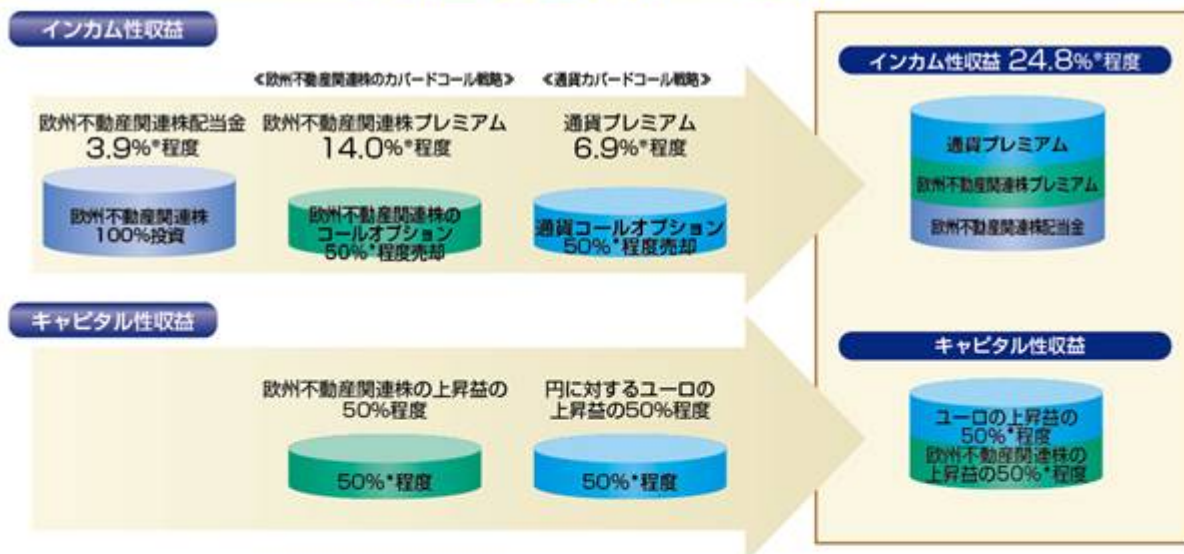 インカム性収益
《欧州不動産関連株のカバードコール戦略》
《通貨カバードコール戦略》
欧州不動産関連株配当金
3.9%*程度
欧州不動産関連株プレミアム
14.0%*程度
通貨プレミアム
6.9%*程度
欧州不動産関連株
100%投資
欧州不動産関連株の
コールオプション
50%*程度売却
通貨コールオプション
50%*程度売却
インカム性収益 24.8%*程度
通貨プレミアム
欧州不動産関連株プレミアム
欧州不動産関連株配当金
キャピタル性収益
欧州不動産関連株の上昇益の
50%程度
円に対するユーロの
上昇益の50%程度
50%*程度
50%*程度
キャピタル性収益
ユーロの上昇益の
50%*程度
欧州不動産関連株の
上昇益の50%*程度